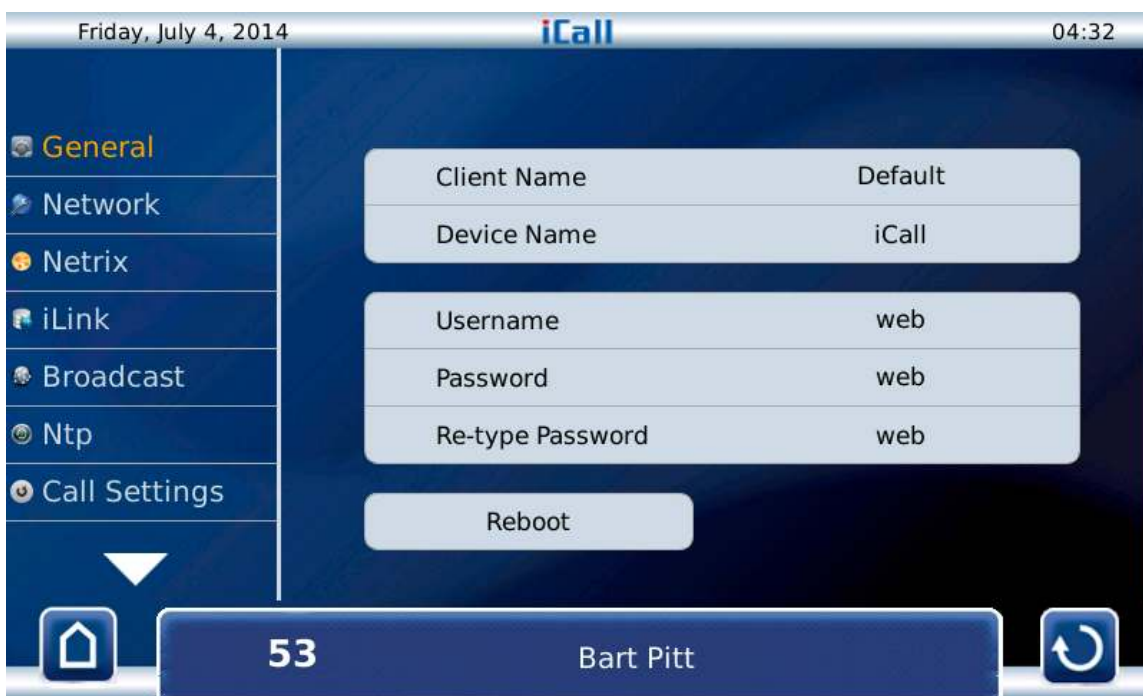 Friday, July 4, 2014 iCall 04:32
General
Network
Netrix
iLink
Broadcast
Ntp
Call Settings
Client Name Default
Device Name iCall
Username web
Password web
Re-type Password web
Reboot
53 Bart Pitt